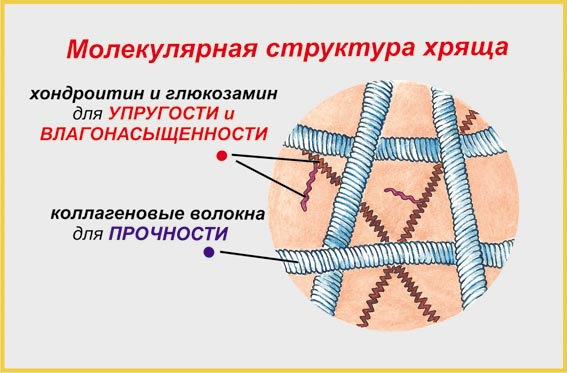 Молекулярная структура хряща
хондроитин и глюкозамин
для УПРУГОСТИ и
ВЛАГОНАСЫЩЕННОСТИ
коллагеновые волокна
для ПРОЧНОСТИ